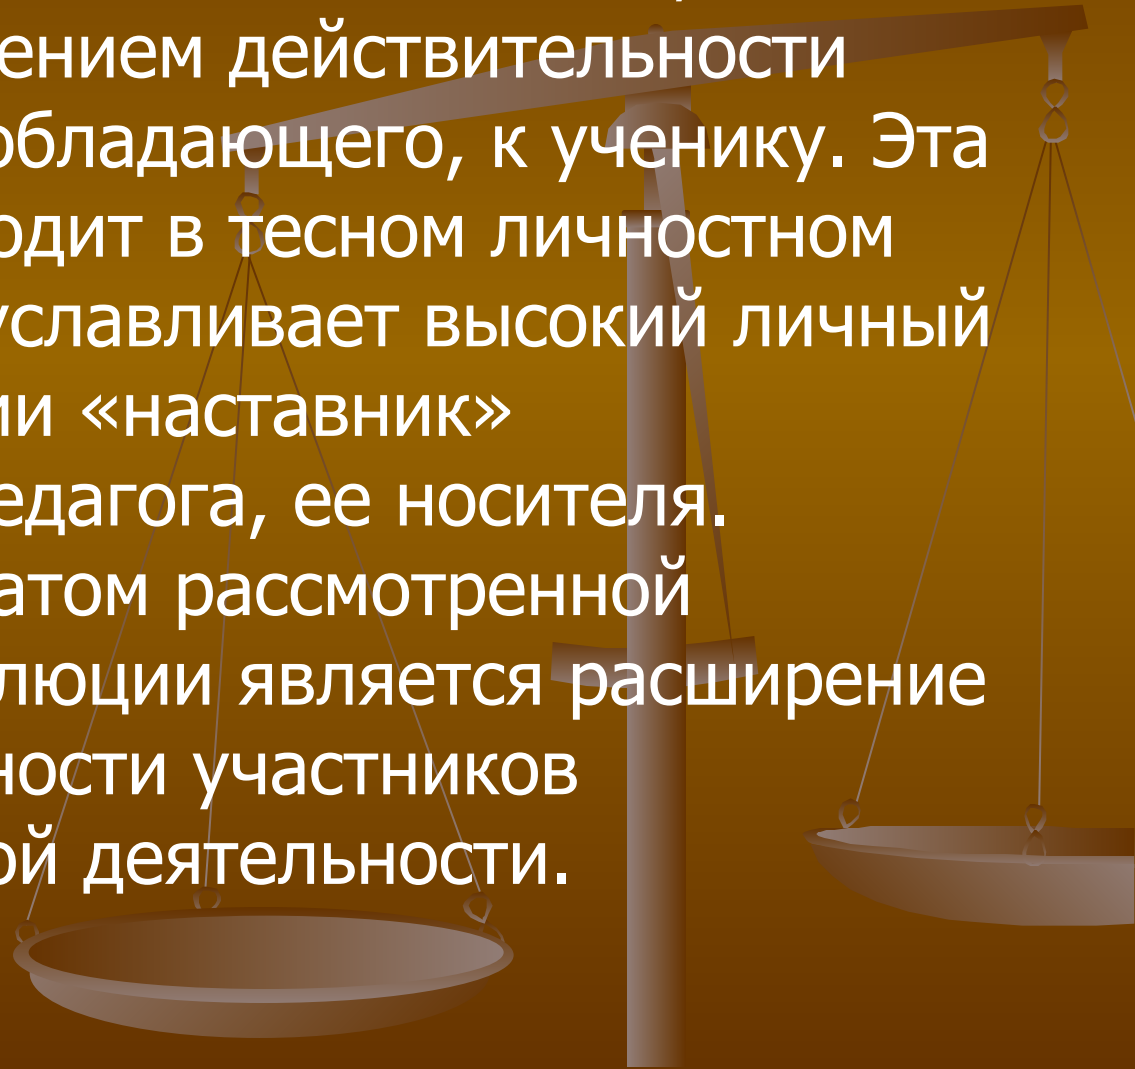 ением действительности
обладающего, к ученику. Эта
одит в тесном личностном
уславливает высокий личный
ии «наставник»
едагога, ее носителя.
атом рассмотренной
люции является расширение
ности участников
ой деятельности.